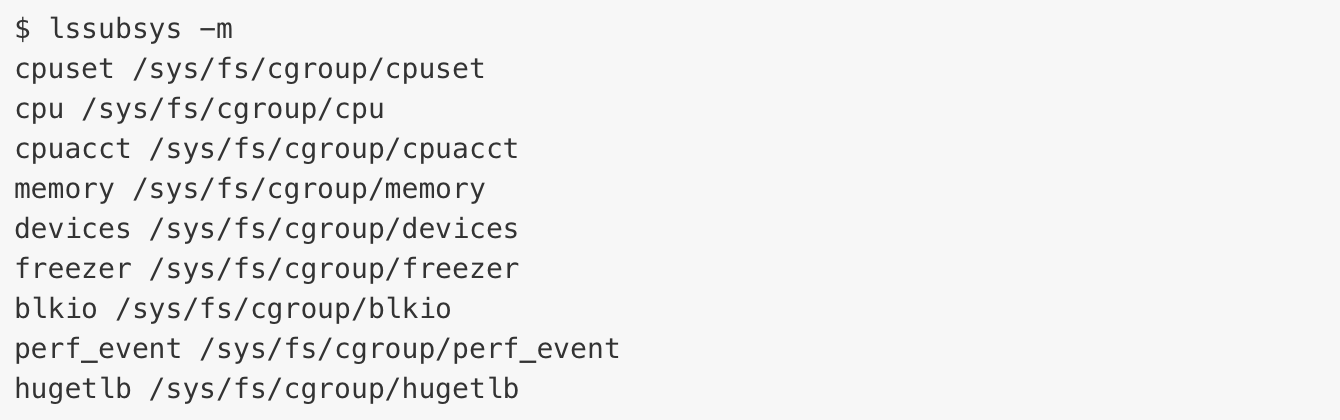 $ lssubsys -m
cpuset /sys/fs/cgroup/cpuset
cpu /sys/fs/cgroup/cpu
cpuacct /sys/fs/cgroup/cpuacct
memory /sys/fs/cgroup/memory
devices /sys/fs/cgroup/devices
freezer /sys/fs/cgroup/freezer
blkio /sys/fs/cgroup/blkio
perf_event /sys/fs/cgroup/perf_event
hugetlb /sys/fs/cgroup/hugetlb